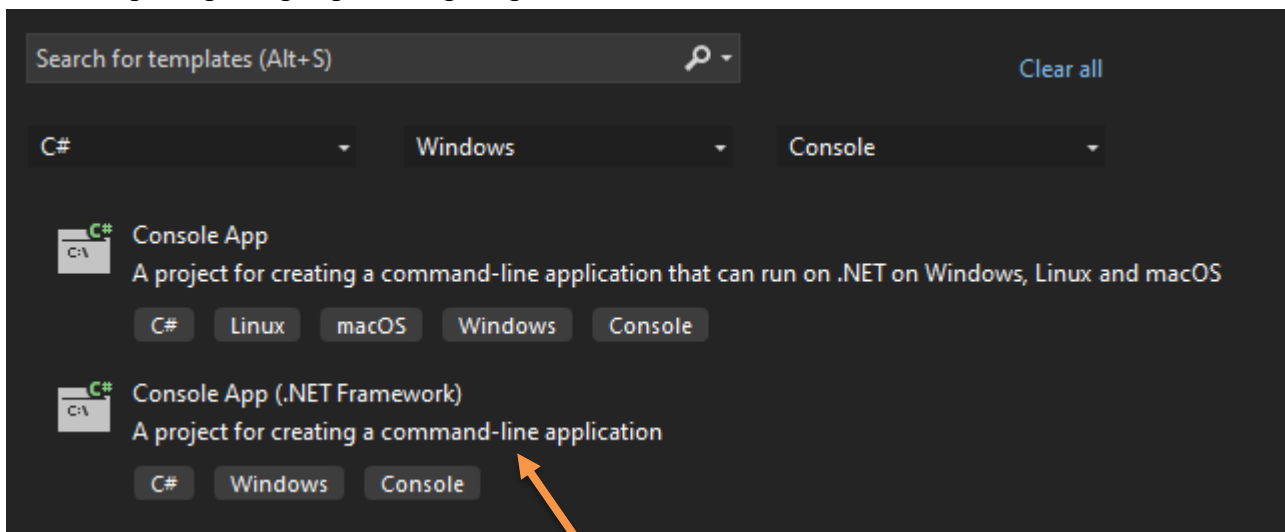 Search for templates (Alt+S)
Clear all
C# Windows Console
C#
C:\
Console App
A project for creating a command-line application that can run on .NET on Windows, Linux and macOS
C# Linux macOS Windows Console
C#
C:\
Console App (.NET Framework)
A project for creating a command-line application
C# Windows Console